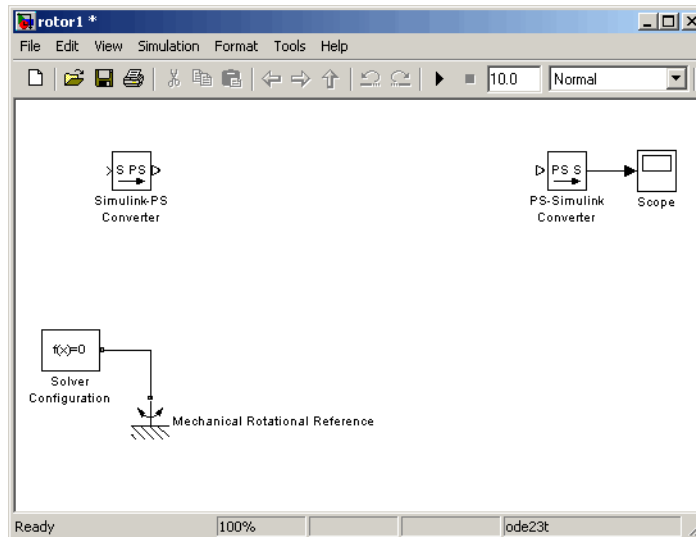 rotor1 *
File Edit View Simulation Format Tools Help
10.0 Normal
S PS
Simulink-PS
Converter
PS S
PS-Simulink
Converter
Scope
f(x)=0
Solver
Configuration
Mechanical Rotational Reference
Ready 100% ode23t